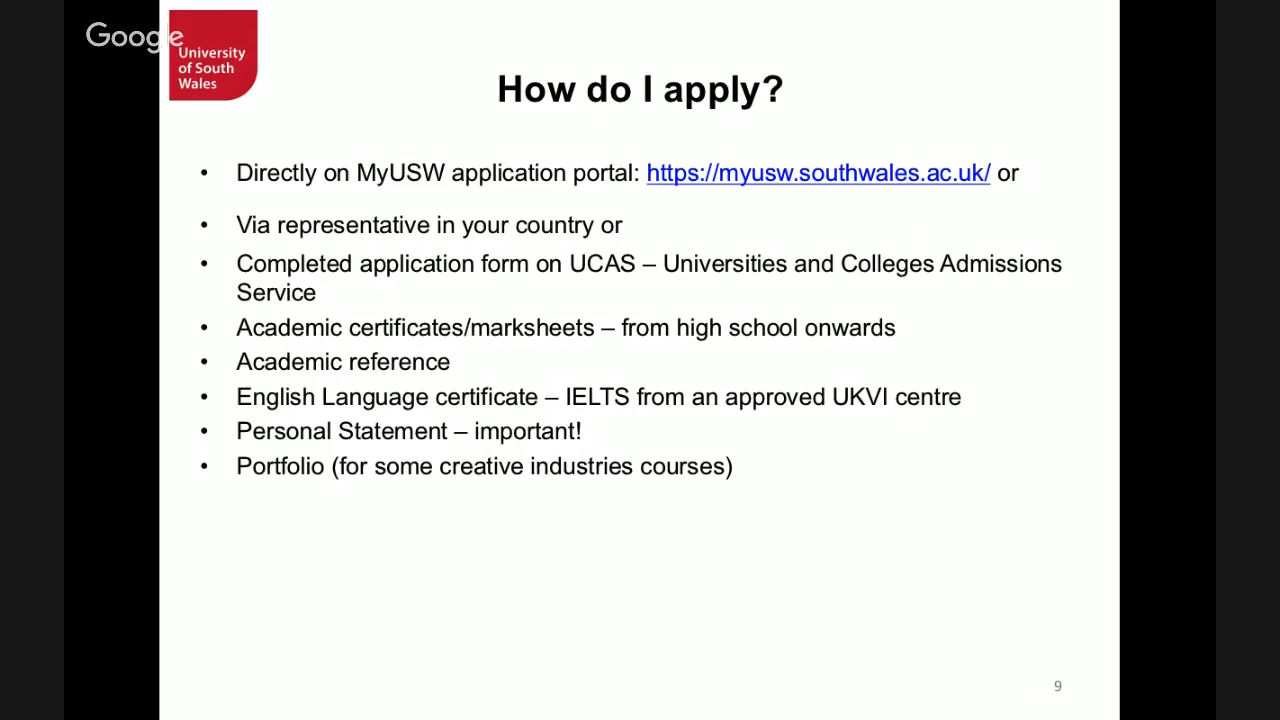 Google
University
of South
Wales
How do I apply?
• Directly on MyUSW application portal: https://myusw.southwales.ac.uk/ or
• Via representative in your country or
• Completed application form on UCAS – Universities and Colleges Admissions
Service
• Academic certificates/marksheets – from high school onwards
• Academic reference
• English Language certificate – IELTS from an approved UKVI centre
• Personal Statement – important!
• Portfolio (for some creative industries courses)
9